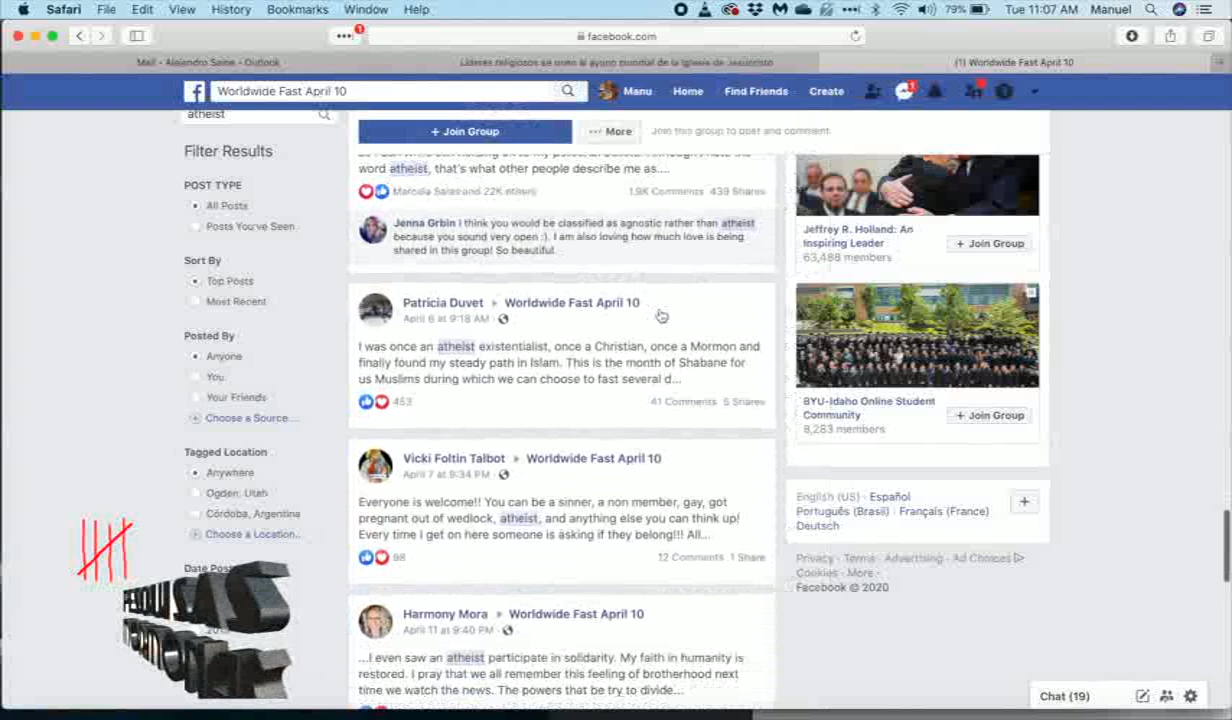 Safari File Edit View History Bookmarks Window Help 79% Tue 11:07 AM Manuel
facebook.com
Mail - Alejandro Saine - Outlook
Líderes religiosos se unen al ayuno mundial de la Iglesia de Jesucristo
(1) Worldwide Fast April 10
Worldwide Fast April 10
Manu Home Find Friends Create
atheist
+ Join Group
••• More
Join this group to post and comment.
Filter Results
POST TYPE
All Posts
Posts You've Seen
Sort By
Top Posts
Most Recent
Posted By
Anyone
You
Your Friends
Choose a Source...
Tagged Location
Anywhere
Ogden, Utah
Córdoba, Argentina
Choose a Location...
Date Pos
word atheist, that's what other people describe me as....
Marcella Sales and 22K others 1.9K Comments 439 Shares
Jenna Grbin I think you would be classified as agnostic rather than atheist
because you sound very open :). I am also loving how much love is being
shared in this group! So beautiful.
Patricia Duvet ▸ Worldwide Fast April 10
April 6 at 9:18 AM ·
I was once an atheist existentialist, once a Christian, once a Mormon and
finally found my steady path in Islam. This is the month of Shabane for
us Muslims during which we can choose to fast several d...
453 41 Comments 5 Shares
Vicki Foltin Talbot ▸ Worldwide Fast April 10
April 7 at 9:34 PM ·
Everyone is welcome!! You can be a sinner, a non member, gay, got
pregnant out of wedlock, atheist, and anything else you can think up!
Every time I get on here someone is asking if they belong!!! All...
98 12 Comments 1 Share
Harmony Mora ▸ Worldwide Fast April 10
April 11 at 9:40 PM ·
...I even saw an atheist participate in solidarity. My faith in humanity is
restored. I pray that we all remember this feeling of brotherhood next
time we watch the news. The powers that be try to divide...
Jeffrey R. Holland: An
Inspiring Leader
63,488 members
+ Join Group
BYU-Idaho Online Student
Community
8,283 members
+ Join Group
English (US) · Español
Português (Brasil) · Français (France)
Deutsch
Privacy · Terms · Advertising · Ad Choices
Cookies · More
Facebook © 2020
Chat (19)